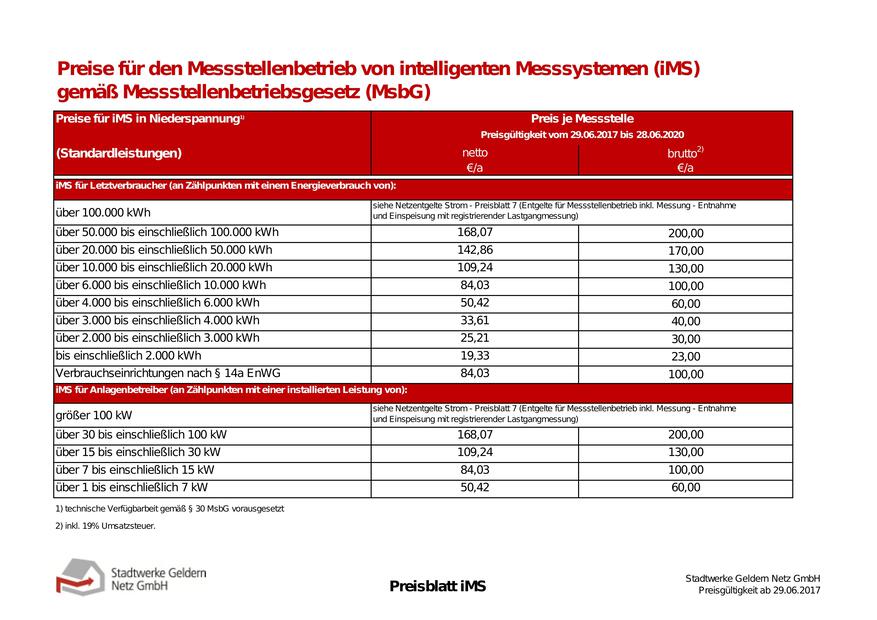 Preise für den Messstellenbetrieb von intelligenten Messsystemen (iMS)
gemäß Messstellenbetriebsgesetz (MsbG)
Preise für iMS in Niederspannung1) Preis je Messstelle
Preisgültigkeit vom 29.06.2017 bis 28.06.2020
(Standardleistungen) netto brutto2)
€/a €/a
iMS für Letztverbraucher (an Zählpunkten mit einem Energieverbrauch von):
über 100.000 kWh siehe Netzentgelte Strom - Preisblatt 7 (Entgelte für Messstellenbetrieb inkl. Messung - Entnahme
und Einspeisung mit registrierender Lastgangmessung)
über 50.000 bis einschließlich 100.000 kWh 168,07 200,00
über 20.000 bis einschließlich 50.000 kWh 142,86 170,00
über 10.000 bis einschließlich 20.000 kWh 109,24 130,00
über 6.000 bis einschließlich 10.000 kWh 84,03 100,00
über 4.000 bis einschließlich 6.000 kWh 50,42 60,00
über 3.000 bis einschließlich 4.000 kWh 33,61 40,00
über 2.000 bis einschließlich 3.000 kWh 25,21 30,00
bis einschließlich 2.000 kWh 19,33 23,00
Verbrauchseinrichtungen nach § 14a EnWG 84,03 100,00
iMS für Anlagenbetreiber (an Zählpunkten mit einer installierten Leistung von):
größer 100 kW siehe Netzentgelte Strom - Preisblatt 7 (Entgelte für Messstellenbetrieb inkl. Messung - Entnahme
und Einspeisung mit registrierender Lastgangmessung)
über 30 bis einschließlich 100 kW 168,07 200,00
über 15 bis einschließlich 30 kW 109,24 130,00
über 7 bis einschließlich 15 kW 84,03 100,00
über 1 bis einschließlich 7 kW 50,42 60,00
1) technische Verfügbarkeit gemäß § 30 MsbG vorausgesetzt
2) inkl. 19% Umsatzsteuer.
Stadtwerke Geldern
Netz GmbH
Preisblatt iMS
Stadtwerke Geldern Netz GmbH
Preisgültigkeit ab 29.06.2017